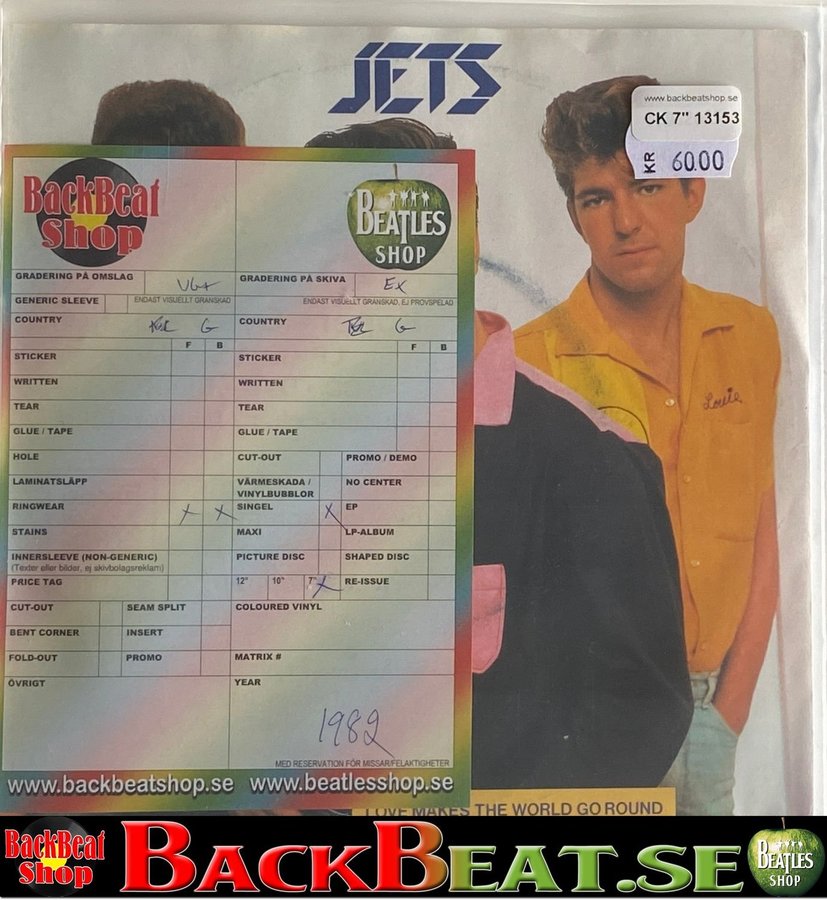 JETS
www.backbeatshop.se
CK 7" 13153
KR 60.00
BackBeat
Shop
BEATLES
SHOP
GRADERING PÅ OMSLAG VG+ GRADERING PÅ SKIVA EX
GENERIC SLEEVE ENDAST VISUELLT GRANSKAD ENDAST VISUELLT GRANSKAD, EJ PROVSPELAD
COUNTRY G COUNTRY G
F B F B
STICKER STICKER
WRITTEN WRITTEN
TEAR TEAR
GLUE / TAPE GLUE / TAPE
HOLE CUT-OUT PROMO / DEMO
LAMINATSLÄPP VÄRMESKADA / VINYLBUBBLOR NO CENTER
RINGWEAR X X SINGEL X EP
STAINS MAXI LP-ALBUM
INNERSLEEVE (NON-GENERIC) PICTURE DISC SHAPED DISC
(Texter eller bilder, ej skivbolagsreklam)
PRICE TAG 12" 10" 7" X RE-ISSUE
CUT-OUT SEAM SPLIT COLOURED VINYL
BENT CORNER INSERT
FOLD-OUT PROMO MATRIX #
ÖVRIGT YEAR
1982
MED RESERVATION FÖR MISSAR/FELAKTIGHETER
www.backbeatshop.se www.beatlesshop.se
Louie
LOVE MAKES THE WORLD GO ROUND
BackBeat
Shop
BACKBEAT.SE
BEATLES
SHOP